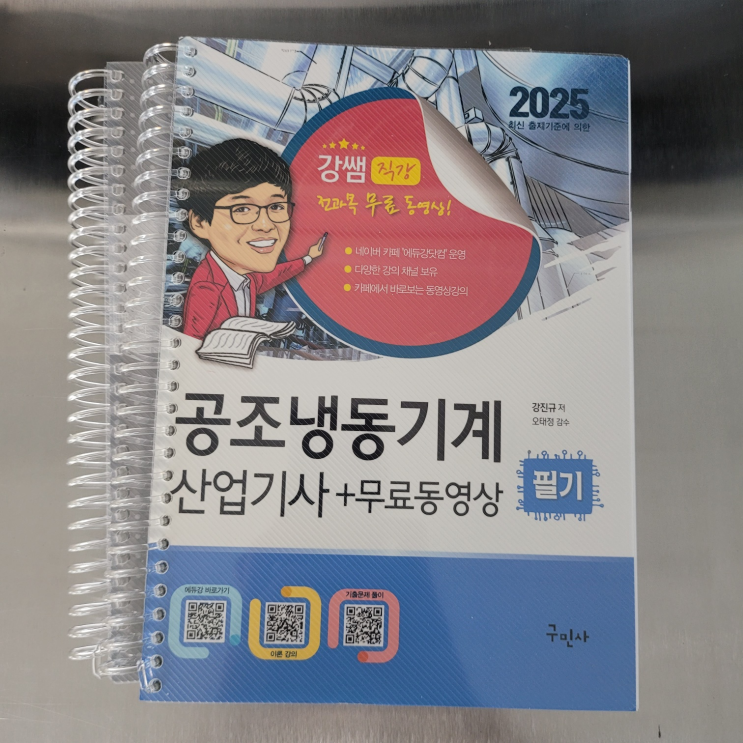 2025
최신 출제기준에 의한
강쌤 직강
전과목 무료 동영상!
네이버 카페 '에듀강닷컴' 운영
다양한 강의 채널 보유
카페에서 바로보는 동영상강의
공조냉동기계
산업기사+무료동영상
강진규 저
오태정 감수
필기
에듀강 바로가기
이론 강의
기출문제 풀이
구민사